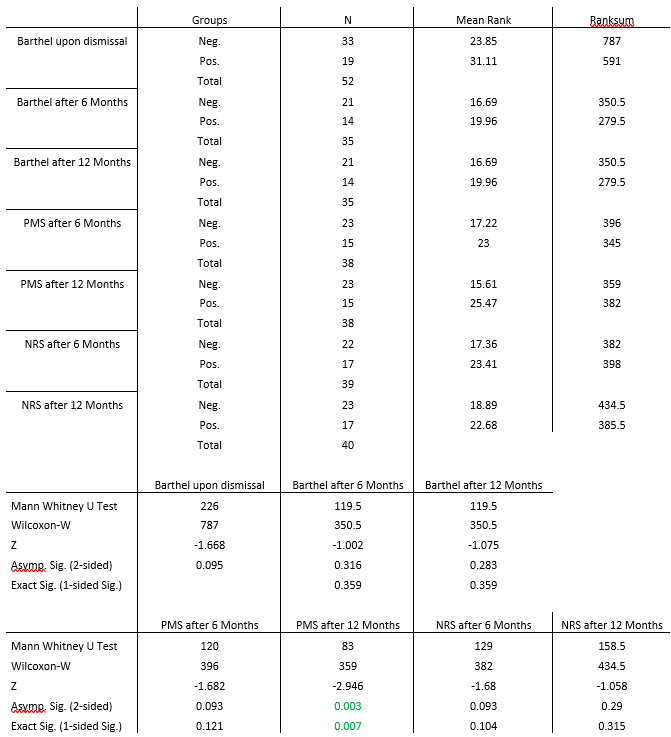 Groups N Mean Rank Ranksum
Barthel upon dismissal Neg. 33 23.85 787
Pos. 19 31.11 591
Total 52
Barthel after 6 Months Neg. 21 16.69 350.5
Pos. 14 19.96 279.5
Total 35
Barthel after 12 Months Neg. 21 16.69 350.5
Pos. 14 19.96 279.5
Total 35
PMS after 6 Months Neg. 23 17.22 396
Pos. 15 23 345
Total 38
PMS after 12 Months Neg. 23 15.61 359
Pos. 15 25.47 382
Total 38
NRS after 6 Months Neg. 22 17.36 382
Pos. 17 23.41 398
Total 39
NRS after 12 Months Neg. 23 18.89 434.5
Pos. 17 22.68 385.5
Total 40
Barthel upon dismissal Barthel after 6 Months Barthel after 12 Months
Mann Whitney U Test 226 119.5 119.5
Wilcoxon-W 787 350.5 350.5
Z -1.668 -1.002 -1.075
Asymp. Sig. (2-sided) 0.095 0.316 0.283
Exact Sig. (1-sided Sig.) 0.359 0.359
PMS after 6 Months PMS after 12 Months NRS after 6 Months NRS after 12 Months
Mann Whitney U Test 120 83 129 158.5
Wilcoxon-W 396 359 382 434.5
Z -1.682 -2.946 -1.68 -1.058
Asymp. Sig. (2-sided) 0.093 0.003 0.093 0.29
Exact Sig. (1-sided Sig.) 0.121 0.007 0.104 0.315